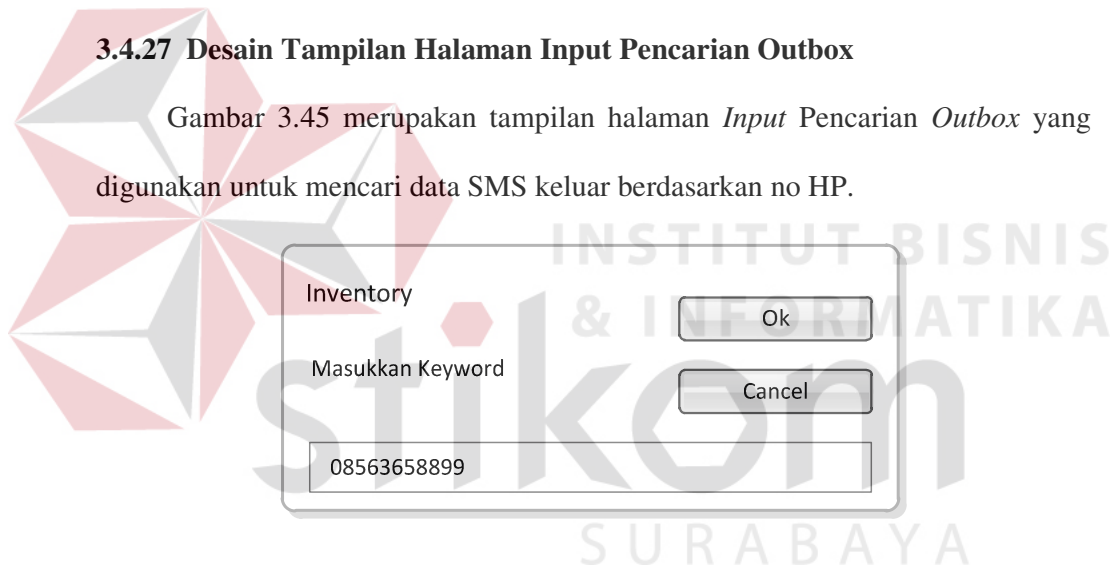 3.4.27 Desain Tampilan Halaman Input Pencarian Outbox
Gambar 3.45 merupakan tampilan halaman Input Pencarian Outbox yang
digunakan untuk mencari data SMS keluar berdasarkan no HP.
INSTITUT BISNIS
& INFORMATIKA
stikom
SURABAYA
Inventory
Ok
Masukkan Keyword
Cancel
08563658899